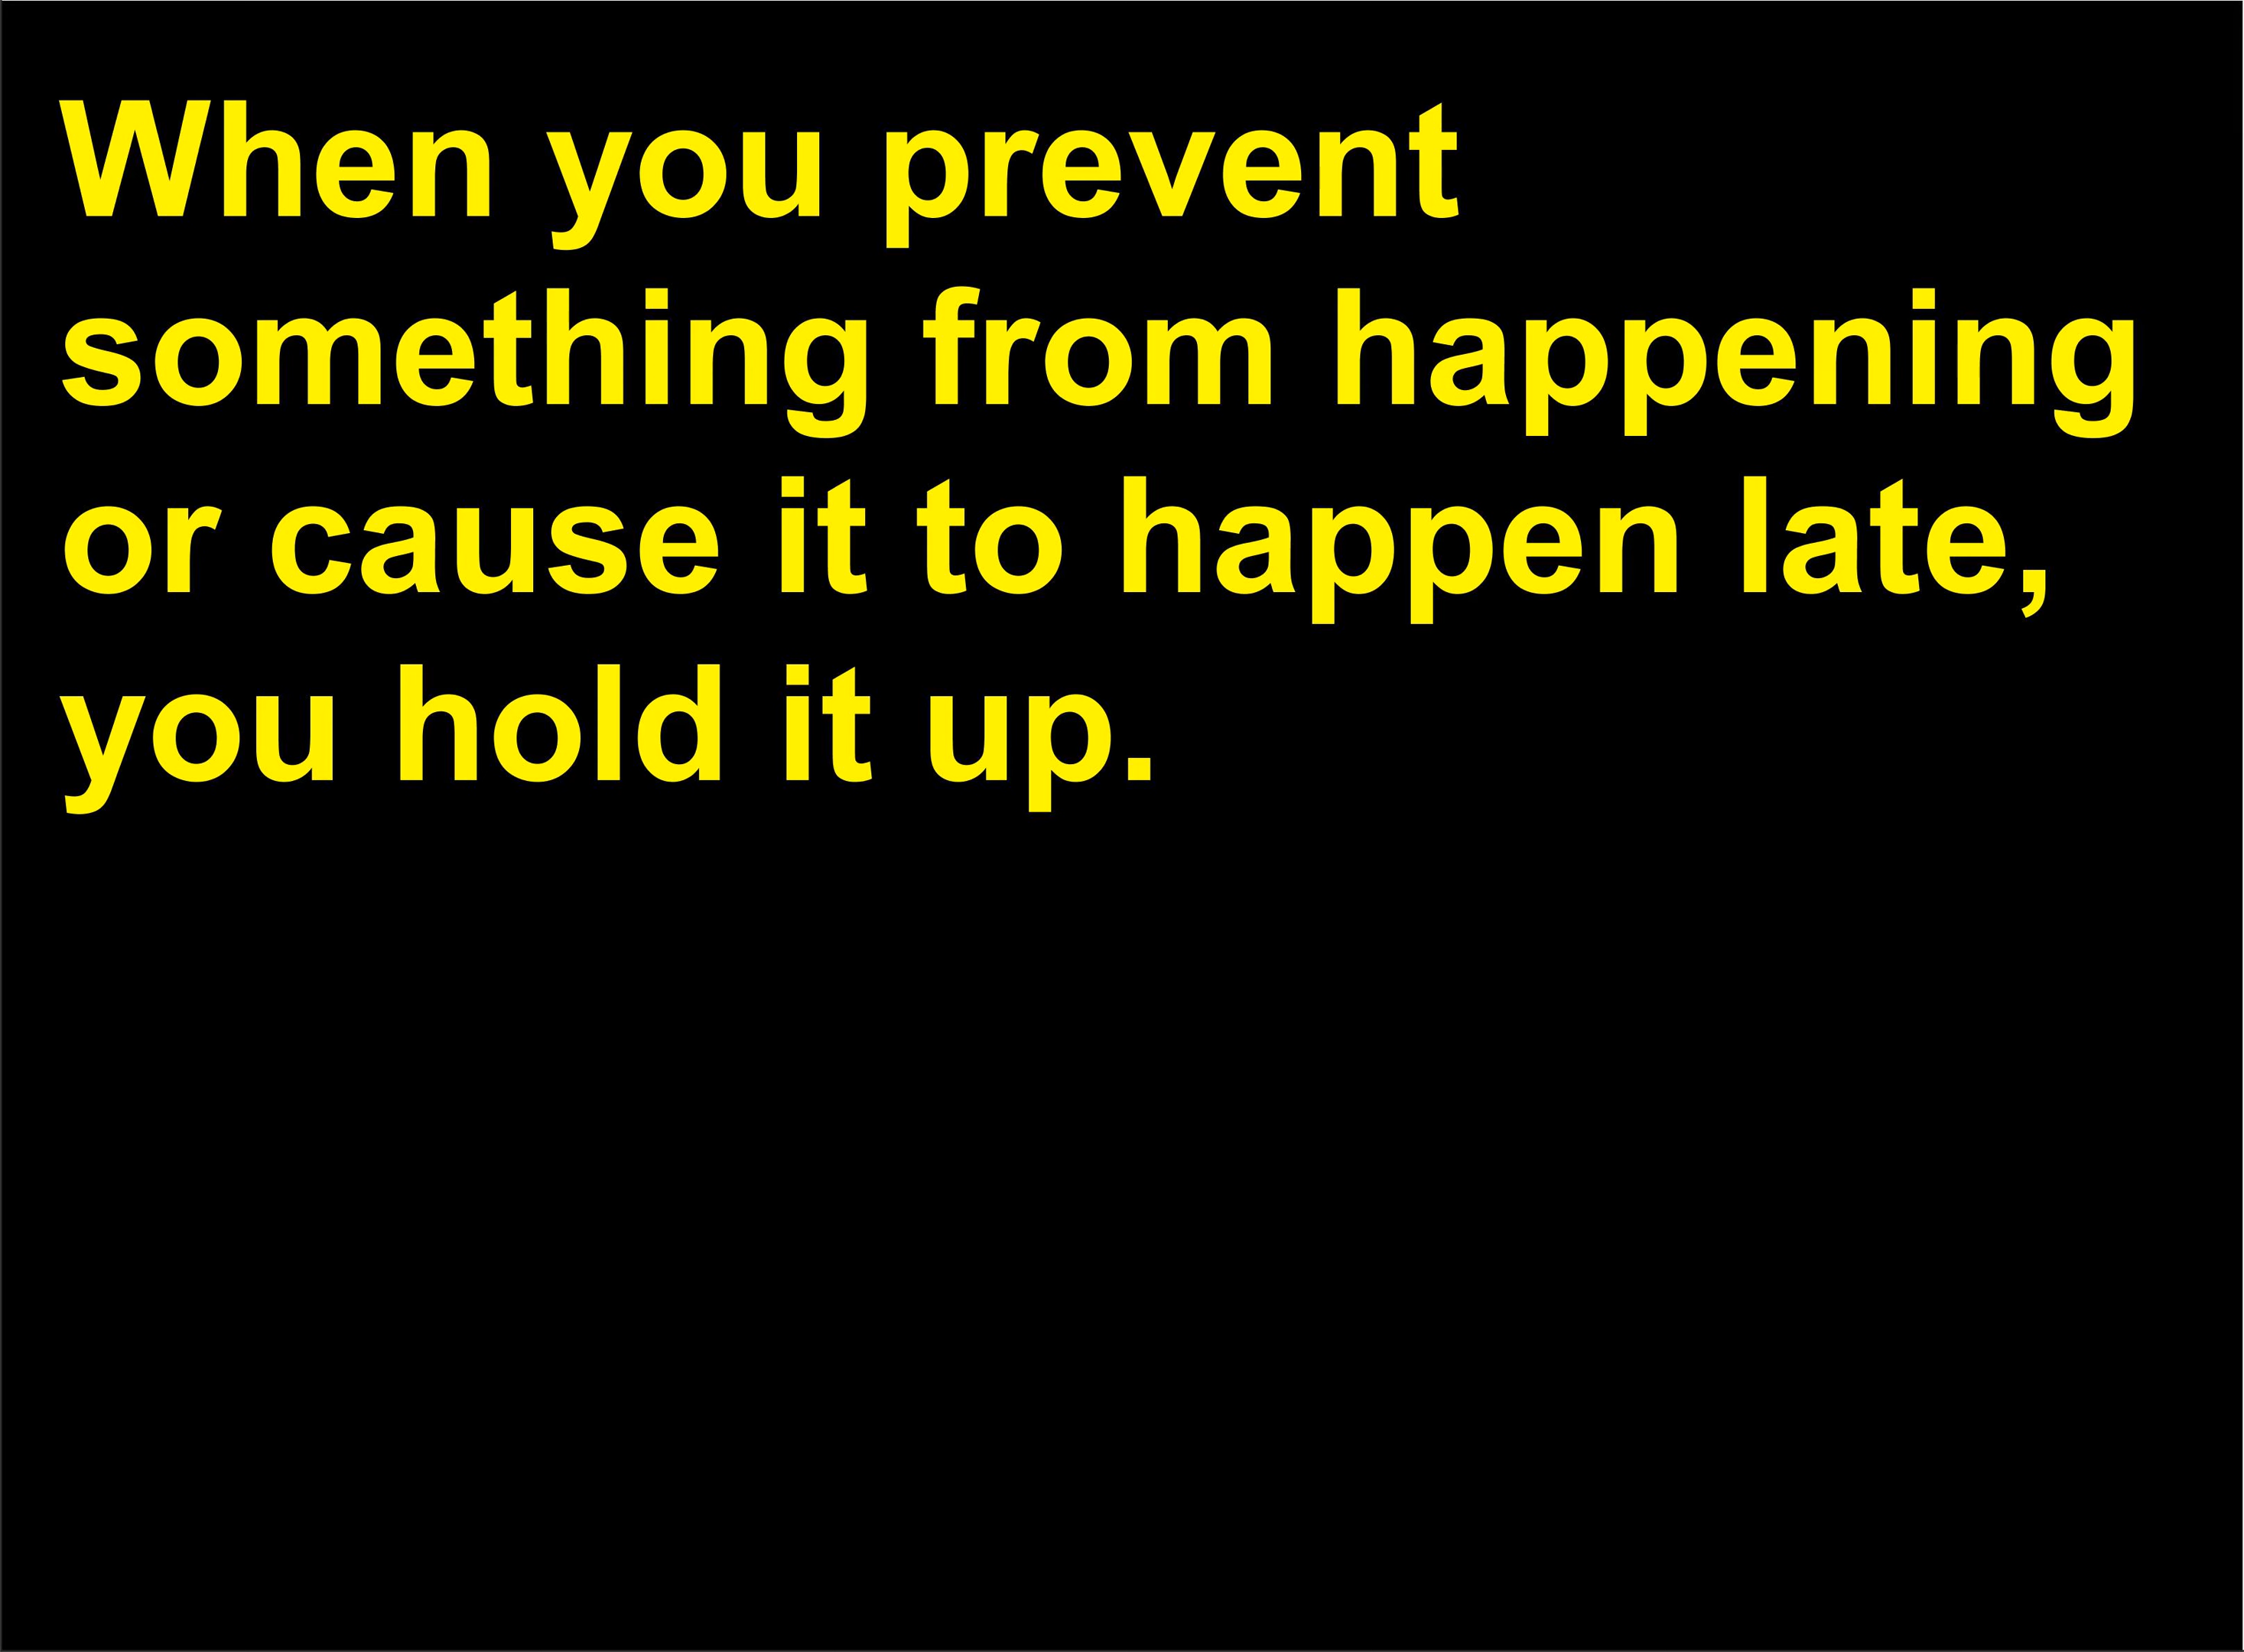 When you prevent
something from happening
or cause it to happen late,
you hold it up.